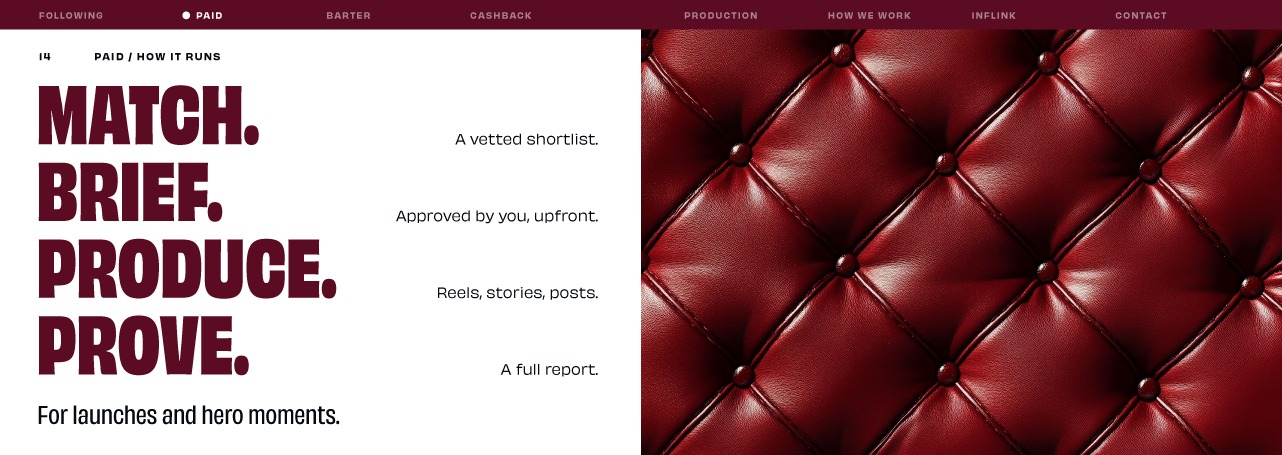 FOLLOWING
PAID
BARTER
CASHBACK
PRODUCTION
HOW WE WORK
INFLINK
CONTACT
14 PAID / HOW IT RUNS
MATCH.
A vetted shortlist.
BRIEF.
Approved by you, upfront.
PRODUCE.
Reels, stories, posts.
PROVE.
A full report.
For launches and hero moments.